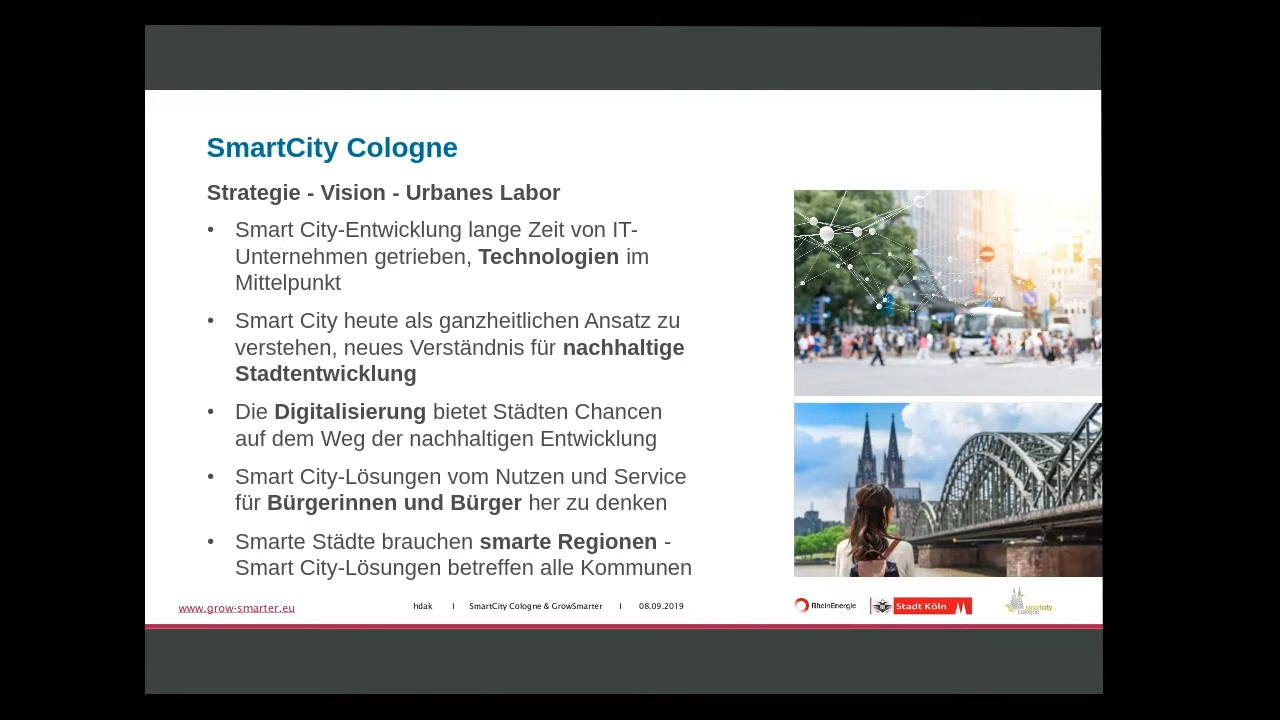 SmartCity Cologne
Strategie - Vision - Urbanes Labor
• Smart City-Entwicklung lange Zeit von IT-
Unternehmen getrieben, Technologien im
Mittelpunkt
• Smart City heute als ganzheitlichen Ansatz zu
verstehen, neues Verständnis für nachhaltige
Stadtentwicklung
• Die Digitalisierung bietet Städten Chancen
auf dem Weg der nachhaltigen Entwicklung
• Smart City-Lösungen vom Nutzen und Service
für Bürgerinnen und Bürger her zu denken
• Smarte Städte brauchen smarte Regionen -
Smart City-Lösungen betreffen alle Kommunen
www.grow-smarter.eu
hdak I SmartCity Cologne & GrowSmarter I 08.09.2019
RheinEnergie
Stadt Köln
smartcity
cologne